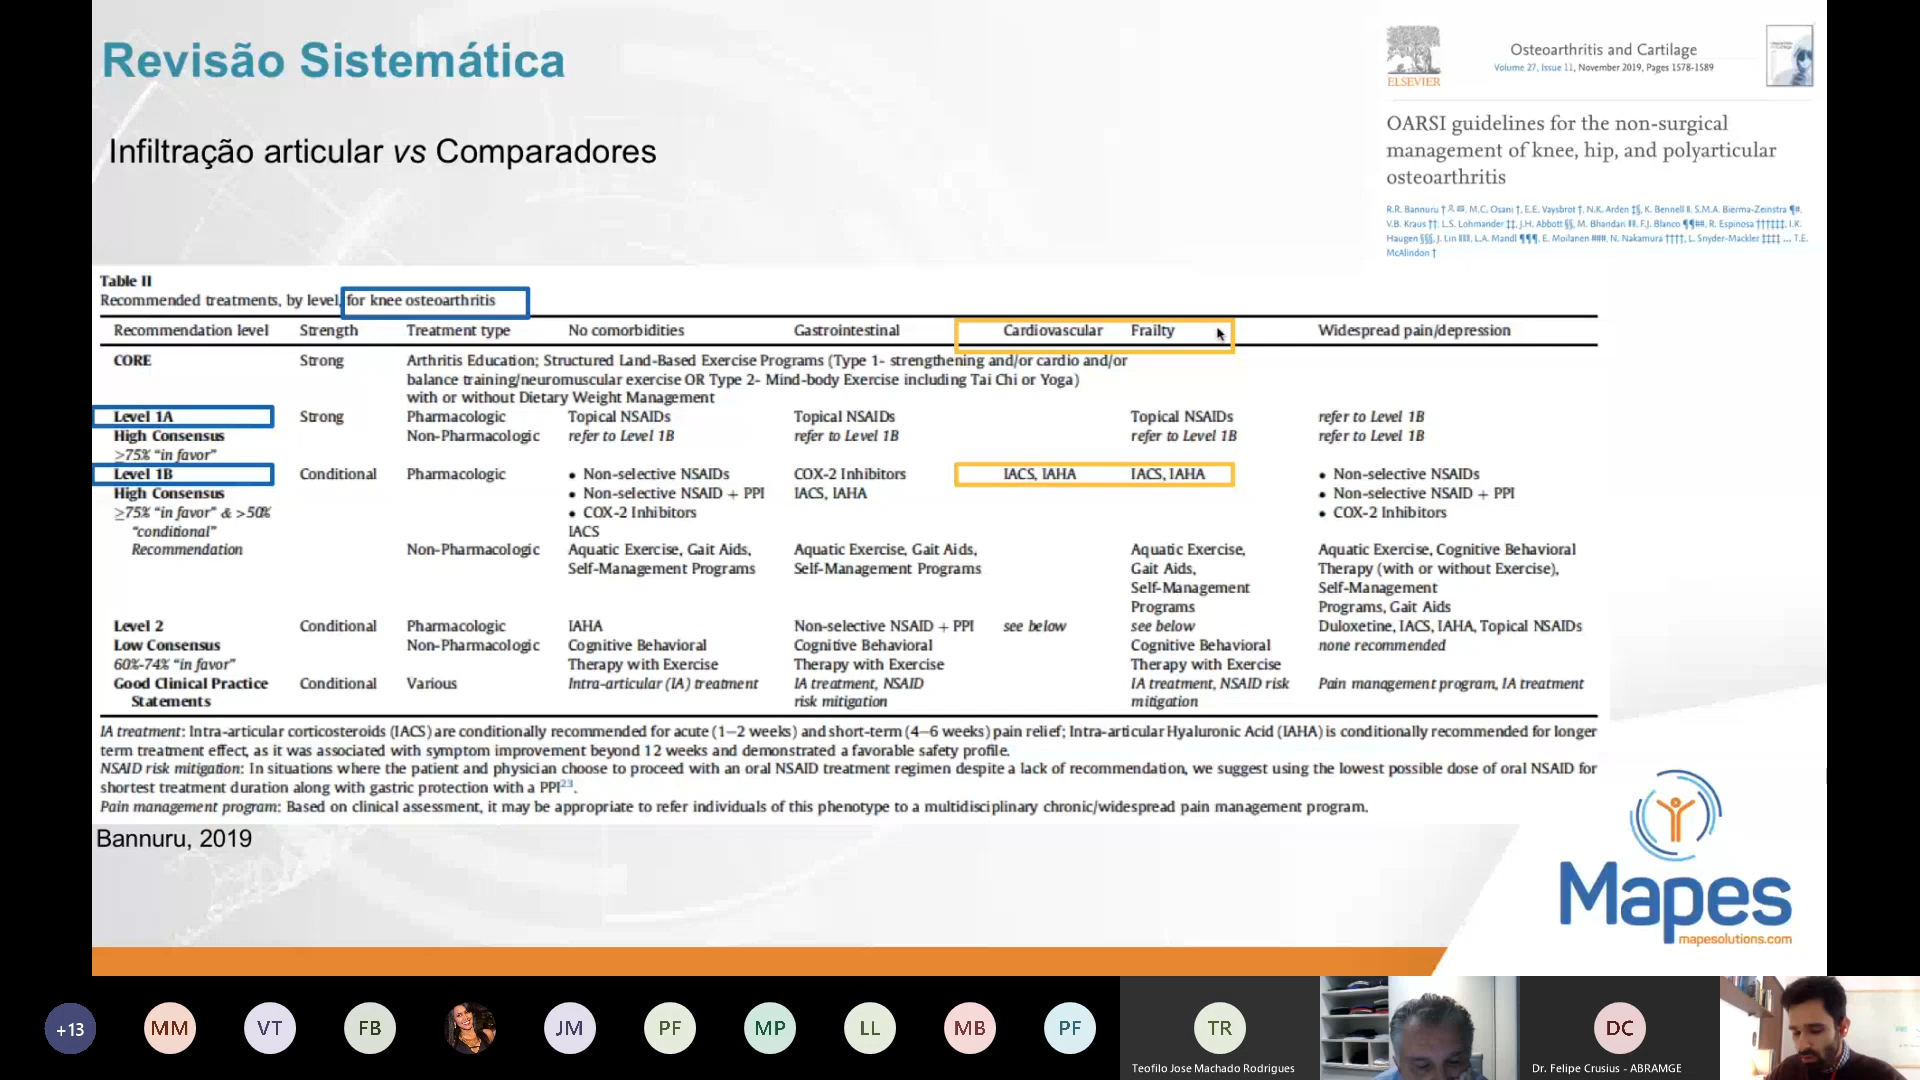 Revisão Sistemática
Infiltração articular vs Comparadores
ELSEVIER
Osteoarthritis and Cartilage
Volume 27, Issue 11, November 2019, Pages 1578-1589
OARSI guidelines for the non-surgical
management of knee, hip, and polyarticular
osteoarthritis
R.R. Bannuru †, M.C. Osani †, E.E. Vaysbrot †, N.K. Arden ‡§, K. Bennell ‖, S.M.A. Bierma-Zeinstra ¶#,
V.B. Kraus ††, L.S. Lohmander ‡‡, J.H. Abbott §§, M. Bhandari ‖‖, F.J. Blanco ¶¶##, R. Espinosa ††††††, I.K.
Haugen §§§, J. Lin ‖‖‖, L.A. Mandl ¶¶¶, E. Moilanen ###, N. Nakamura ††††, L. Snyder-Mackler ‡‡‡‡ ... T.E.
McAlindon †
Table II
Recommended treatments, by level, for knee osteoarthritis
Recommendation level Strength Treatment type No comorbidities Gastrointestinal Cardiovascular Frailty Widespread pain/depression
CORE Strong Arthritis Education; Structured Land-Based Exercise Programs (Type 1- strengthening and/or cardio and/or
balance training/neuromuscular exercise OR Type 2- Mind-body Exercise including Tai Chi or Yoga)
with or without Dietary Weight Management
Level 1A Strong Pharmacologic Topical NSAIDs Topical NSAIDs Topical NSAIDs refer to Level 1B
High Consensus Non-Pharmacologic refer to Level 1B refer to Level 1B refer to Level 1B refer to Level 1B
≥75% “in favor”
Level 1B Conditional Pharmacologic • Non-selective NSAIDs COX-2 Inhibitors IACS, IAHA IACS, IAHA • Non-selective NSAIDs
High Consensus • Non-selective NSAID + PPI IACS, IAHA • Non-selective NSAID + PPI
≥75% “in favor” & >50% • COX-2 Inhibitors • COX-2 Inhibitors
“conditional” IACS
Recommendation Non-Pharmacologic Aquatic Exercise, Gait Aids, Aquatic Exercise, Gait Aids, Aquatic Exercise, Aquatic Exercise, Cognitive Behavioral
Self-Management Programs Self-Management Programs Gait Aids, Therapy (with or without Exercise),
Self-Management Self-Management
Programs Programs, Gait Aids
Level 2 Conditional Pharmacologic IAHA Non-selective NSAID + PPI see below see below Duloxetine, IACS, IAHA, Topical NSAIDs
Low Consensus Non-Pharmacologic Cognitive Behavioral Cognitive Behavioral Cognitive Behavioral none recommended
60%-74% “in favor” Therapy with Exercise Therapy with Exercise Therapy with Exercise
Good Clinical Practice Conditional Various Intra-articular (IA) treatment IA treatment, NSAID IA treatment, NSAID risk Pain management program, IA treatment
Statements risk mitigation mitigation
IA treatment: Intra-articular corticosteroids (IACS) are conditionally recommended for acute (1–2 weeks) and short-term (4–6 weeks) pain relief; Intra-articular Hyaluronic Acid (IAHA) is conditionally recommended for longer
term treatment effect, as it was associated with symptom improvement beyond 12 weeks and demonstrated a favorable safety profile.
NSAID risk mitigation: In situations where the patient and physician choose to proceed with an oral NSAID treatment regimen despite a lack of recommendation, we suggest using the lowest possible dose of oral NSAID for
shortest treatment duration along with gastric protection with a PPI23.
Pain management program: Based on clinical assessment, it may be appropriate to refer individuals of this phenotype to a multidisciplinary chronic/widespread pain management program.
Bannuru, 2019
Mapes
mapesolutions.com
+13 MM VT FB JM PF MP LL MB PF TR DC
Teofilo Jose Machado Rodrigues
Dr. Felipe Crusius - ABRAMGE